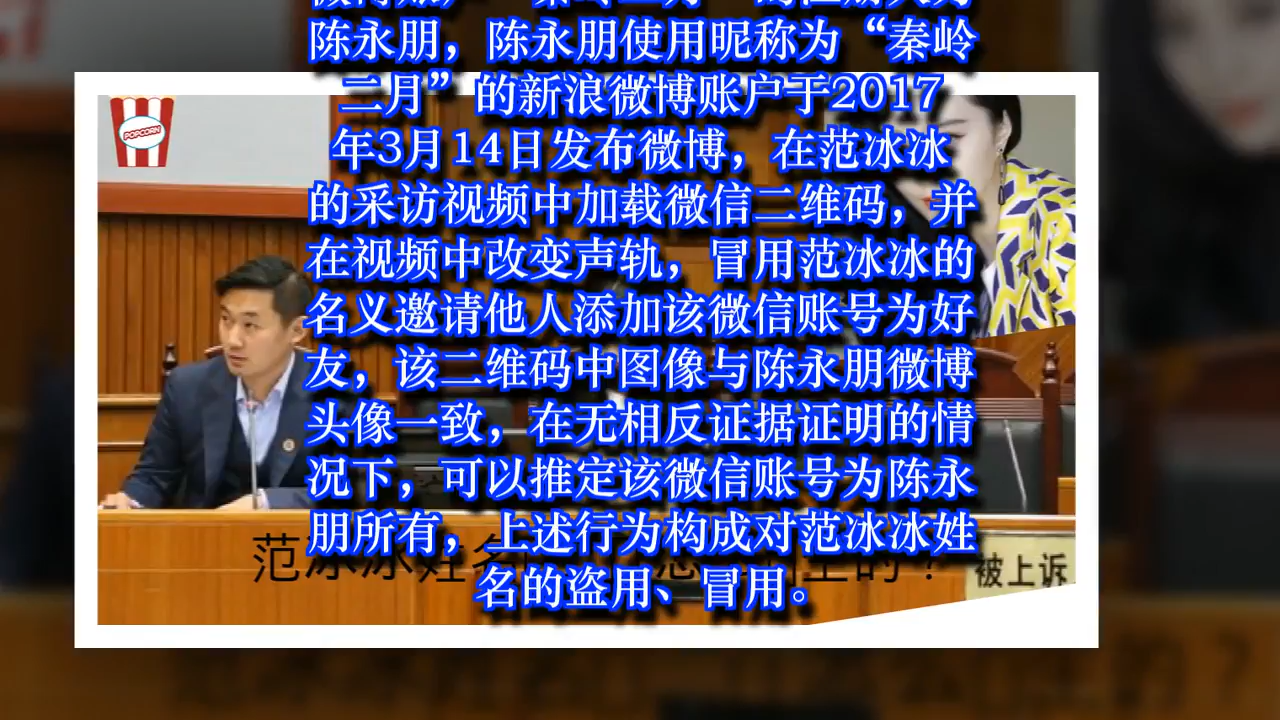 陈永朋，陈永朋使用昵称为“秦岭
二月”的新浪微博账户于2017
年3月14日发布微博，在范冰冰
的采访视频中加载微信二维码，并
在视频中改变声轨，冒用范冰冰的
名义邀请他人添加该微信账号为好
友，该二维码中图像与陈永朋微博
头像一致，在无相反证据证明的情
况下，可以推定该微信账号为陈永
朋所有，上述行为构成对范冰冰姓
名的盗用、冒用。
POPCORN
范冰冰姓名
被上诉